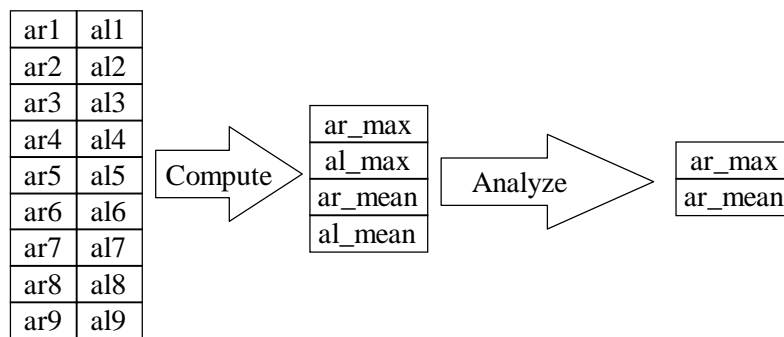 ar1 al1
ar2 al2
ar3 al3
ar4 al4
ar5 al5
ar6 al6
ar7 al7
ar8 al8
ar9 al9
Compute
ar_max
al_max
ar_mean
al_mean
Analyze
ar_max
ar_mean